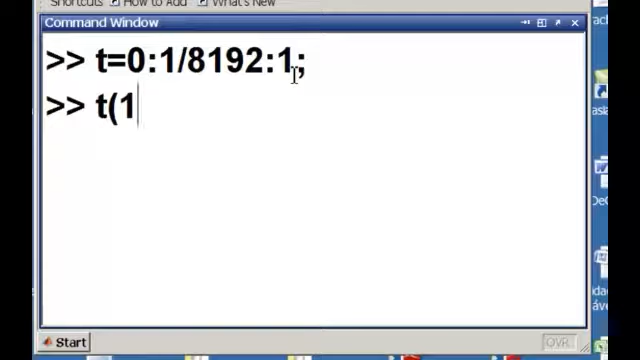 Shortcuts How to Add What's New
Command Window
>> t=0:1/8192:1;
>> t(1
Start
OVR